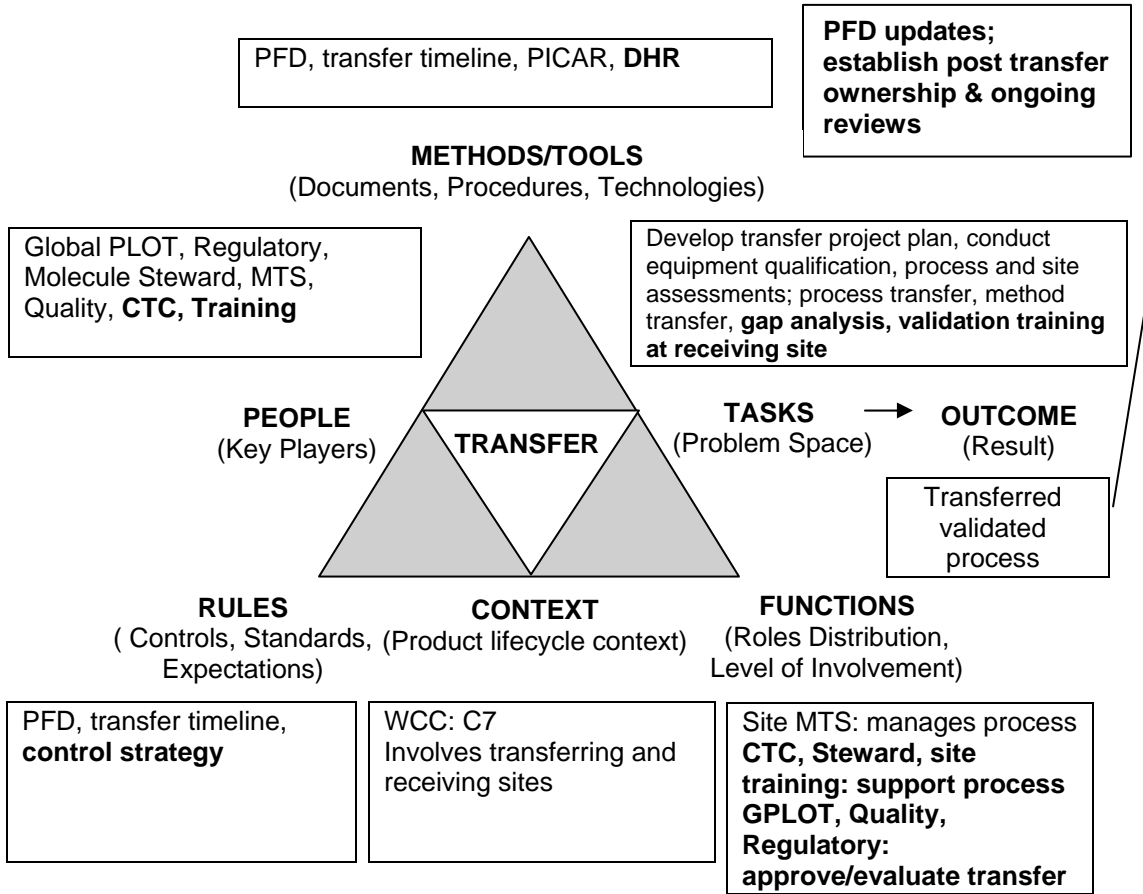 PFD, transfer timeline, PICAR, DHR
PFD updates;
establish post transfer
ownership & ongoing
reviews
METHODS/TOOLS
(Documents, Procedures, Technologies)
Global PLOT, Regulatory,
Molecule Steward, MTS,
Quality, CTC, Training
Develop transfer project plan, conduct
equipment qualification, process and site
assessments; process transfer, method
transfer, gap analysis, validation training
at receiving site
PEOPLE
(Key Players)
TRANSFER
TASKS
(Problem Space)
OUTCOME
(Result)
Transferred
validated
process
RULES
( Controls, Standards,
Expectations)
CONTEXT
(Product lifecycle context)
FUNCTIONS
(Roles Distribution,
Level of Involvement)
PFD, transfer timeline,
control strategy
WCC: C7
Involves transferring and
receiving sites
Site MTS: manages process
CTC, Steward, site
training: support process
GPLOT, Quality,
Regulatory:
approve/evaluate transfer